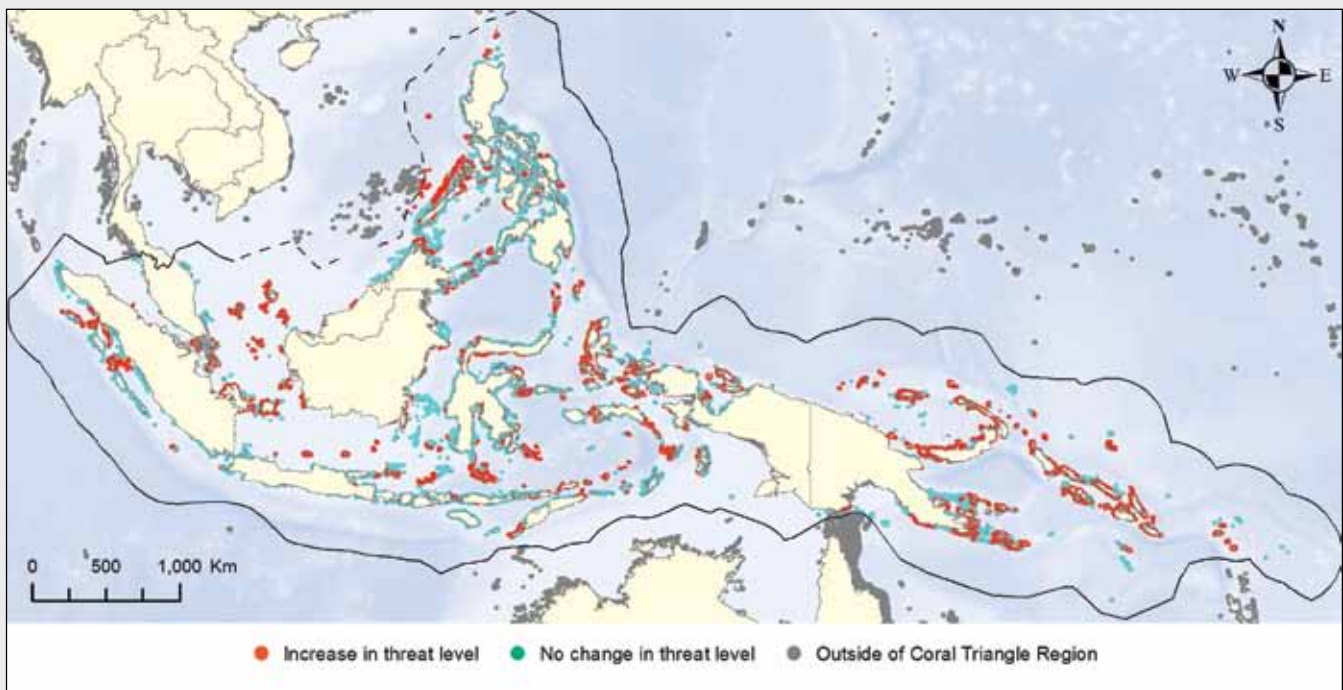 N
W E
S
0 500 1,000 Km
Increase in threat level No change in threat level Outside of Coral Triangle Region